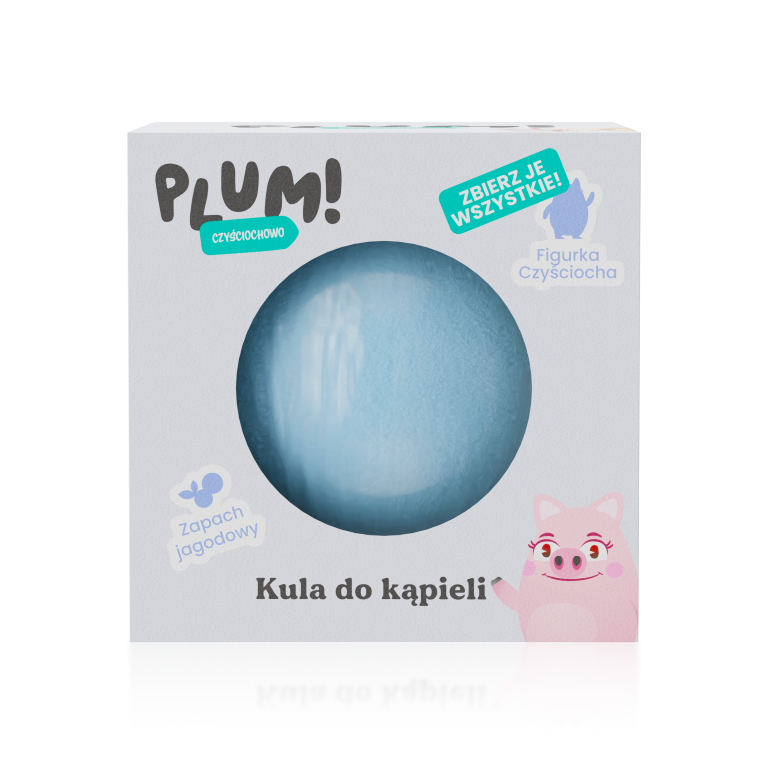 PLUM!
CZYŚCIOCHOWO
ZBIERZ JE
WSZYSTKIE!
Figurka
Czyściocha
Zapach
jagodowy
Kula do kąpieli